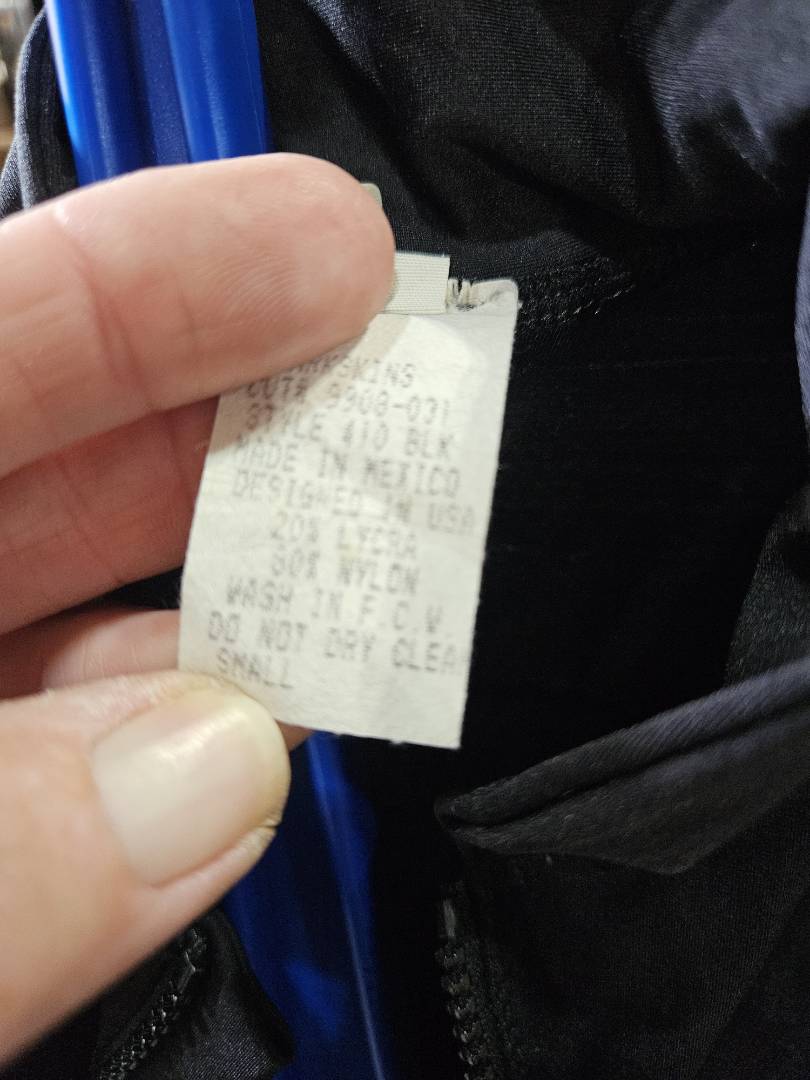 CUT# 3908-031
STYLE 410 BLK
MADE IN MEXICO
DESIGNED IN USA
20% LYCRA
80% NYLON
WASH IN F.C.W.
DO NOT DRY CLEA
SMALL